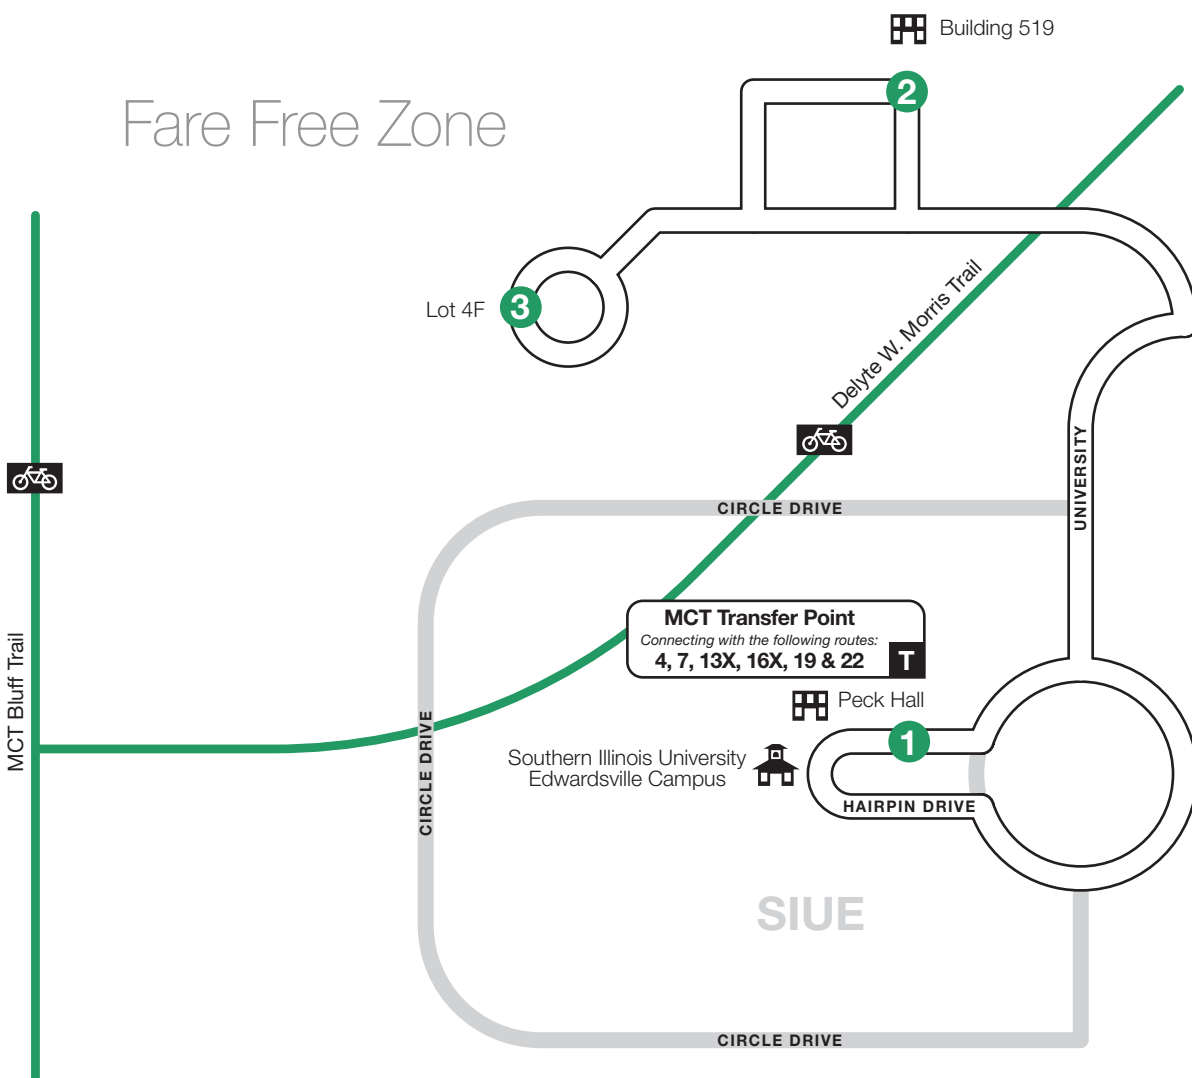 Building 519
2
Fare Free Zone
Delyte W. Morris Trail
Lot 4F
3
UNIVERSITY
CIRCLE DRIVE
MCT Transfer Point
Connecting with the following routes:
4, 7, 13X, 16X, 19 & 22
T
MCT Bluff Trail
Peck Hall
1
Southern Illinois University
Edwardsville Campus
CIRCLE DRIVE
HAIRPIN DRIVE
SIUE
CIRCLE DRIVE